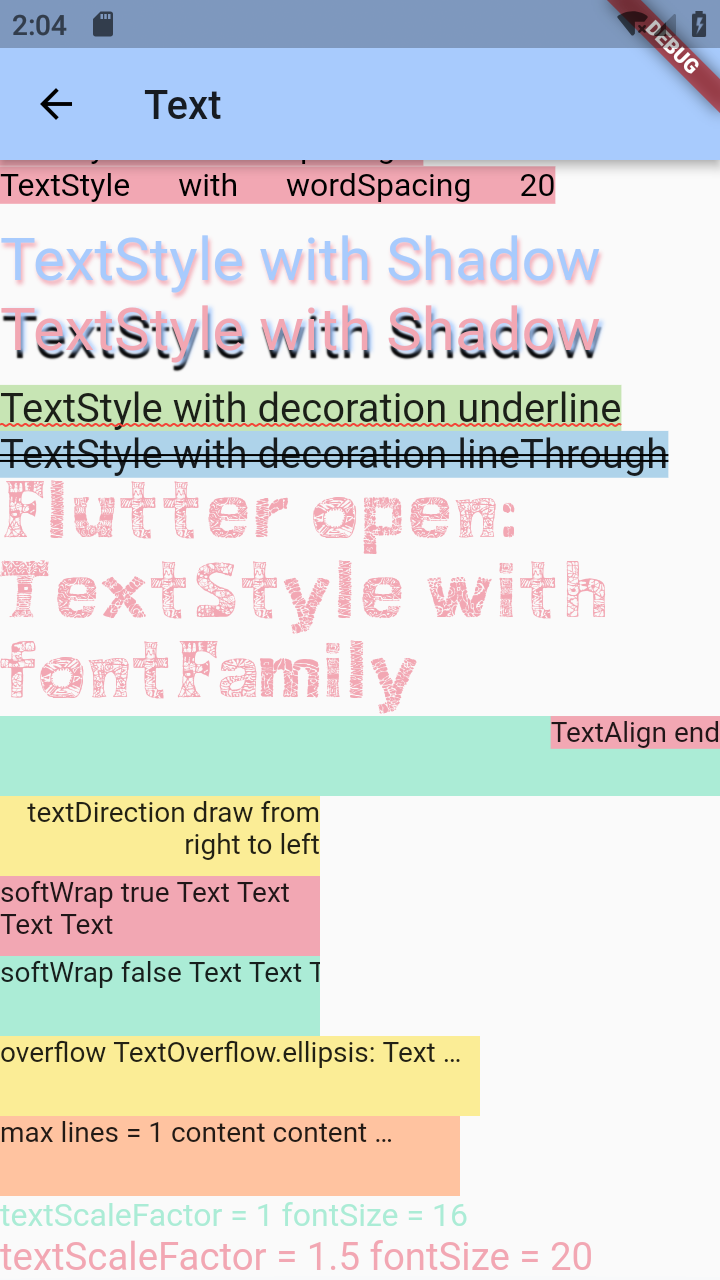 2:04
DEBUG
Text
TextStyle with wordSpacing 20
TextStyle with Shadow
TextStyle with Shadow
TextStyle with decoration underline
TextStyle with decoration lineThrough
Flutter open:
TextStyle with
fontFamily
TextAlign end
textDirection draw from
right to left
softWrap true Text Text
Text Text
softWrap false Text Text T
overflow TextOverflow.ellipsis: Text …
max lines = 1 content content …
textScaleFactor = 1 fontSize = 16
textScaleFactor = 1.5 fontSize = 20